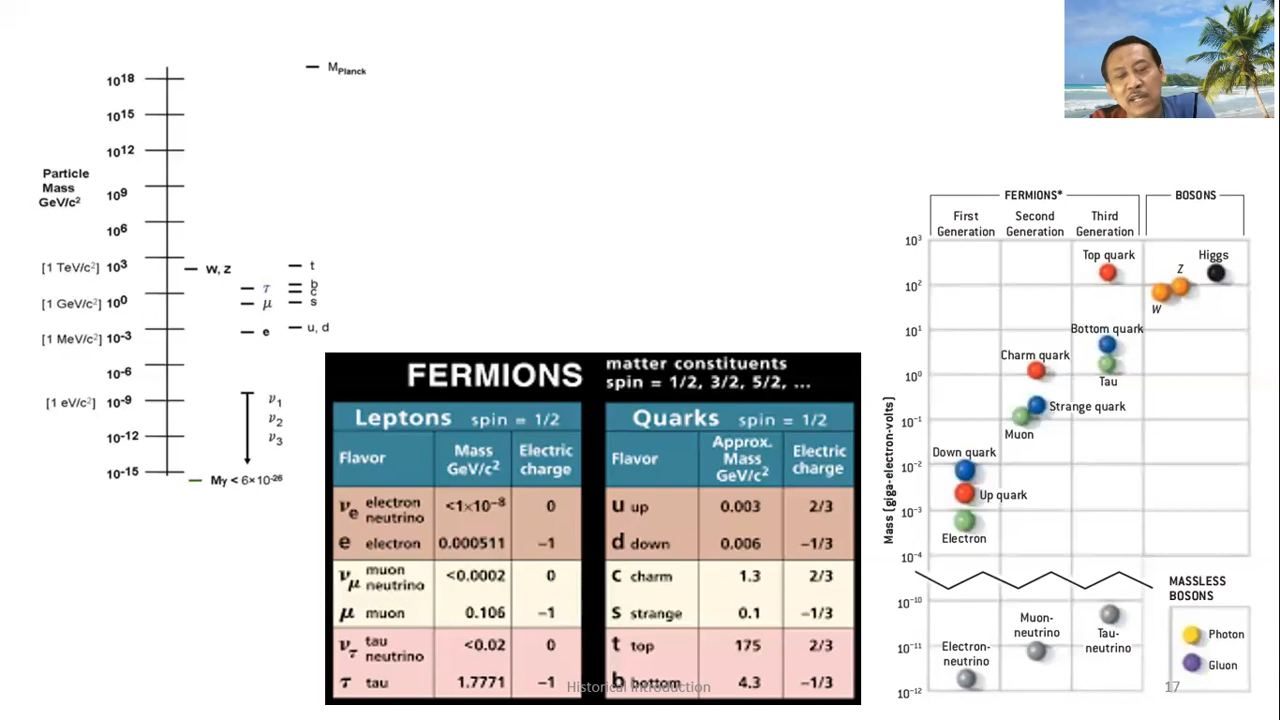 M Planck
10^18
10^15
10^12
Particle
Mass
GeV/c²
10^9
10^6
[1 TeV/c²] 10^3
W, Z
t
τ
b
c
[1 GeV/c²] 10^0
μ
s
[1 MeV/c²] 10^-3
e
u, d
10^-6
[1 eV/c²] 10^-9
ν1
ν2
ν3
10^-12
10^-15
Mγ < 6×10^-26
FERMIONS
matter constituents
spin = 1/2, 3/2, 5/2, ...
Leptons spin = 1/2
Flavor
Mass
GeV/c²
Electric
charge
νe electron neutrino <1×10^-8 0
e electron 0.000511 -1
νμ muon neutrino <0.0002 0
μ muon 0.106 -1
ντ tau neutrino <0.02 0
τ tau 1.7771 -1
Quarks spin = 1/2
Flavor
Approx.
Mass
GeV/c²
Electric
charge
u up 0.003 2/3
d down 0.006 -1/3
c charm 1.3 2/3
s strange 0.1 -1/3
t top 175 2/3
b bottom 4.3 -1/3
Historical Introduction
FERMIONS*
BOSONS
First
Generation
Second
Generation
Third
Generation
Mass (giga-electron-volts)
10^3
Top quark
Z
Higgs
10^2
W
10^1
Bottom quark
Charm quark
10^0
Tau
Strange quark
10^-1
Muon
Down quark
10^-2
Up quark
10^-3
Electron
10^-4
MASSLESS
BOSONS
10^-10
Muon-
neutrino
Tau-
neutrino
Photon
10^-11
Electron-
neutrino
Gluon
10^-12
17